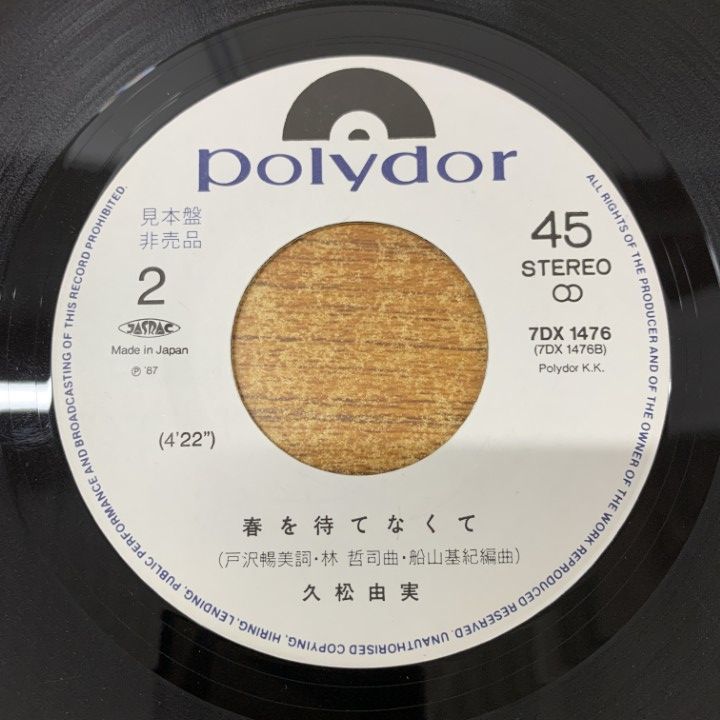 polydor
見本盤
非売品
2
JASRAC
Made in Japan
Ⓟ '87
(4'22")
45
STEREO
7DX 1476
(7DX 1476B)
Polydor K.K.
春を待てなくて
(戸沢暢美詞・林 哲司曲・船山基紀編曲)
久松由実
ALL RIGHTS OF THE PRODUCER AND OF THE OWNER OF THE WORK REPRODUCED RESERVED. UNAUTHORISED COPYING, HIRING, LENDING, PUBLIC PERFORMANCE AND BROADCASTING OF THIS RECORD PROHIBITED.